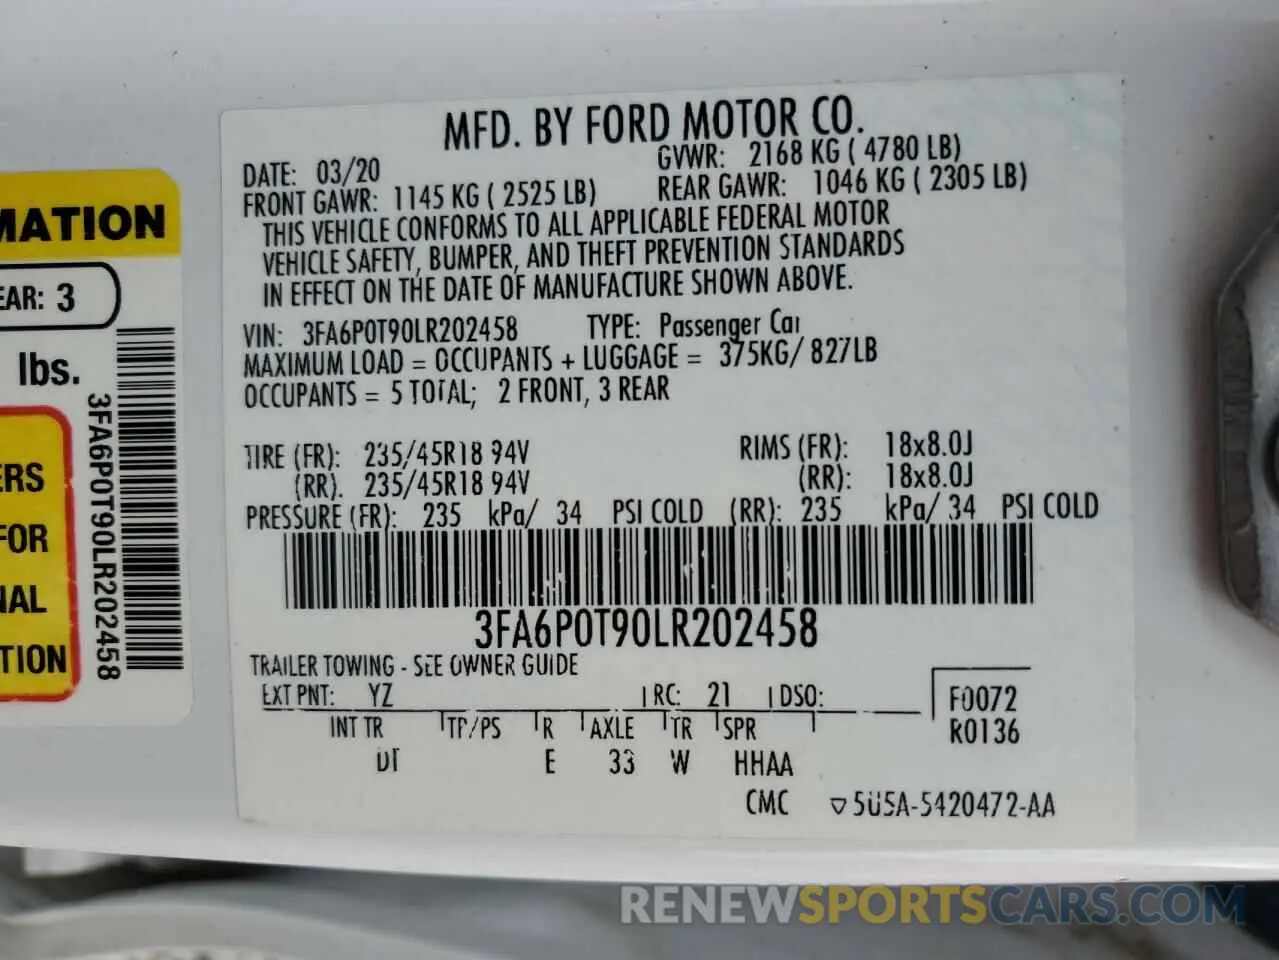 MFD. BY FORD MOTOR CO.
DATE: 03/20
GVWR: 2168 KG ( 4780 LB)
FRONT GAWR: 1145 KG ( 2525 LB)
REAR GAWR: 1046 KG ( 2305 LB)
THIS VEHICLE CONFORMS TO ALL APPLICABLE FEDERAL MOTOR
VEHICLE SAFETY, BUMPER, AND THEFT PREVENTION STANDARDS
IN EFFECT ON THE DATE OF MANUFACTURE SHOWN ABOVE.
VIN: 3FA6P0T90LR202458 TYPE: Passenger Car
MAXIMUM LOAD = OCCUPANTS + LUGGAGE = 375KG/ 827LB
OCCUPANTS = 5 TOTAL; 2 FRONT, 3 REAR
TIRE (FR): 235/45R18 94V RIMS (FR): 18x8.0J
(RR). 235/45R18 94V (RR): 18x8.0J
PRESSURE (FR): 235 kPa/ 34 PSI COLD (RR): 235 kPa/ 34 PSI COLD
3FA6P0T90LR202458
TRAILER TOWING - SEE OWNER GUIDE
EXT PNT: YZ RC: 21 DSO:
F0072
R0136
INT TR TP/PS R AXLE TR SPR
DT E 33 W HHAA
CMC ▽5U5A-5420472-AA
MATION
EAR: 3
lbs.
ERS
FOR
NAL
TION
3FA6P0T90LR202458
RENEWSPORTSCARS.COM